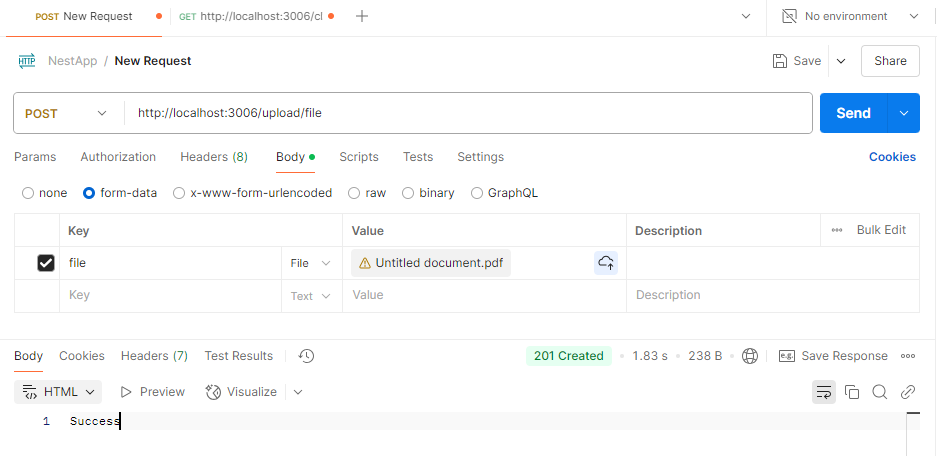 POST New Request GET http://localhost:3006/cl No environment
HTTP NestApp / New Request Save Share
POST http://localhost:3006/upload/file Send
Params Authorization Headers (8) Body Scripts Tests Settings Cookies
none form-data x-www-form-urlencoded raw binary GraphQL
Key Value Description Bulk Edit
file File Untitled document.pdf
Key Text Value Description
Body Cookies Headers (7) Test Results 201 Created 1.83 s 238 B e.g. Save Response
HTML Preview Visualize
1 Success